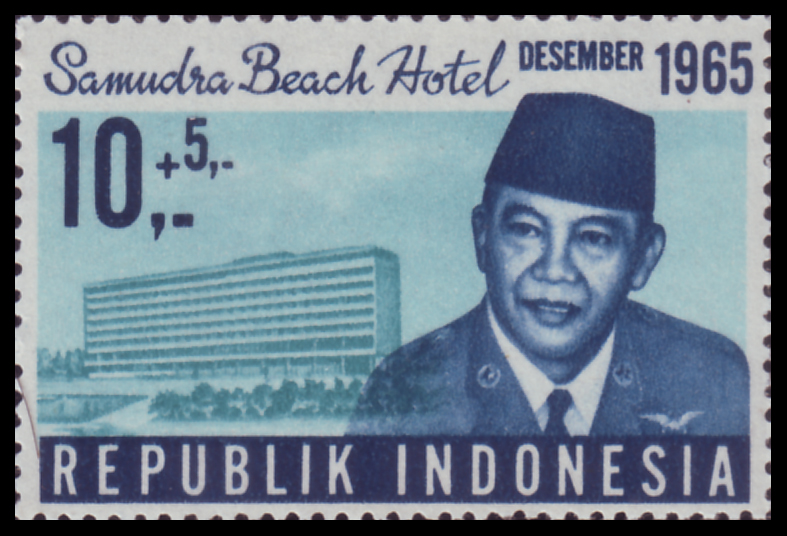 Samudra Beach Hotel DESEMBER 1965
10,- +5,-
REPUBLIK INDONESIA